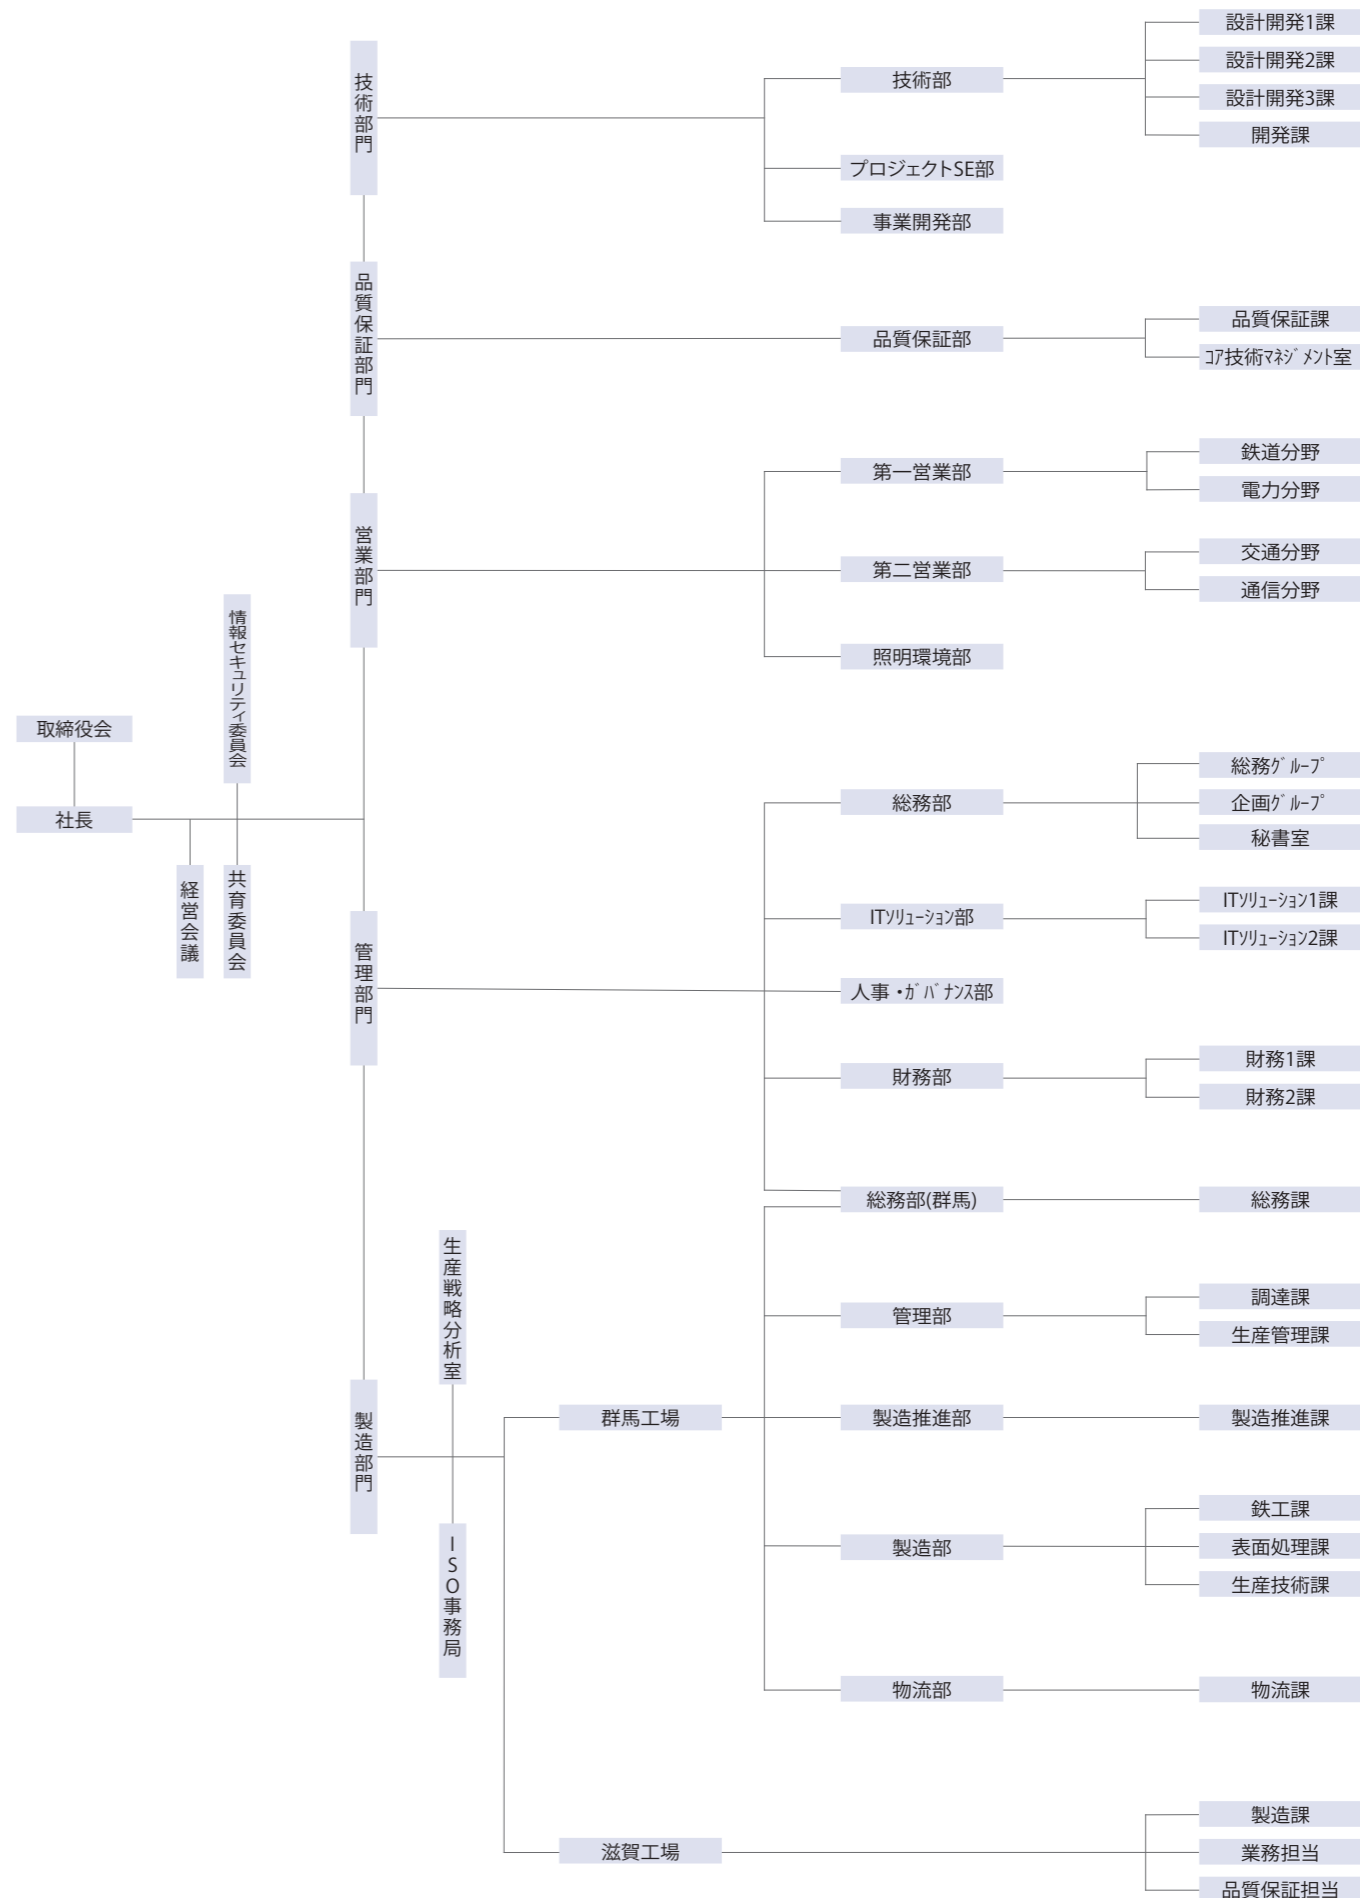 取締役会
社長
経営会議
情報セキュリティ委員会
共育委員会
技術部門
技術部
設計開発1課
設計開発2課
設計開発3課
開発課
プロジェクトSE部
事業開発部
品質保証部門
品質保証部
品質保証課
ｺｱ技術ﾏﾈｼﾞﾒﾝﾄ室
営業部門
第一営業部
鉄道分野
電力分野
第二営業部
交通分野
通信分野
照明環境部
管理部門
総務部
総務ｸﾞﾙｰﾌﾟ
企画ｸﾞﾙｰﾌﾟ
秘書室
ITｿﾘｭｰｼｮﾝ部
ITｿﾘｭｰｼｮﾝ1課
ITｿﾘｭｰｼｮﾝ2課
人事・ｶﾞﾊﾞﾅﾝｽ部
財務部
財務1課
財務2課
総務部(群馬)
総務課
製造部門
生産戦略分析室
ISO事務局
群馬工場
管理部
調達課
生産管理課
製造推進部
製造推進課
製造部
鉄工課
表面処理課
生産技術課
物流部
物流課
滋賀工場
製造課
業務担当
品質保証担当